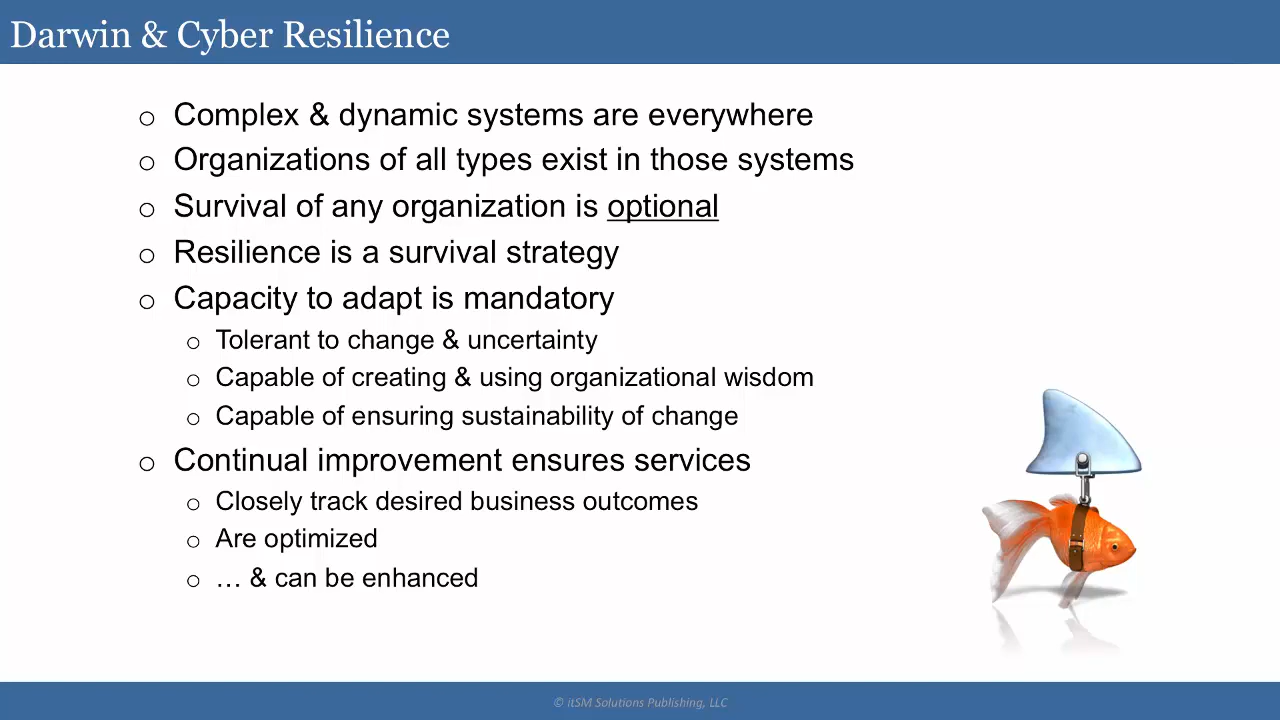 Darwin & Cyber Resilience
o Complex & dynamic systems are everywhere
o Organizations of all types exist in those systems
o Survival of any organization is optional
o Resilience is a survival strategy
o Capacity to adapt is mandatory
o Tolerant to change & uncertainty
o Capable of creating & using organizational wisdom
o Capable of ensuring sustainability of change
o Continual improvement ensures services
o Closely track desired business outcomes
o Are optimized
o … & can be enhanced
© itSM Solutions Publishing, LLC